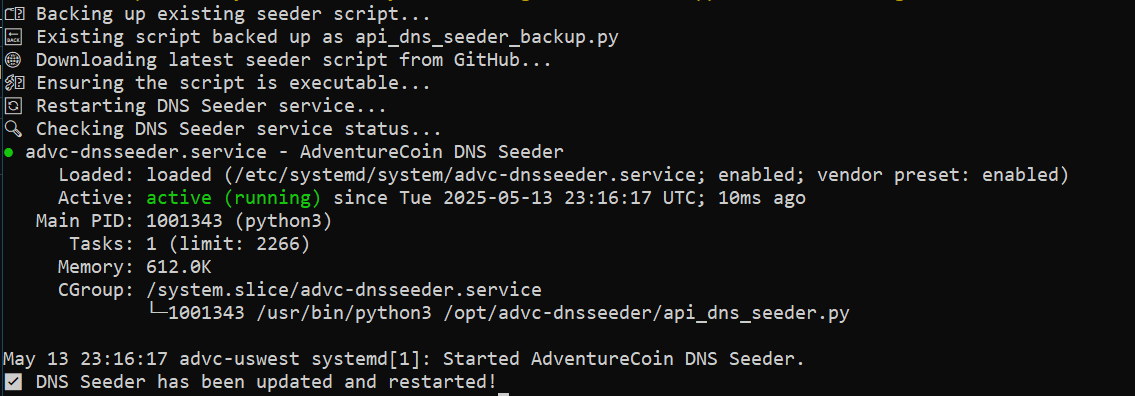 Backing up existing seeder script...
Existing script backed up as api_dns_seeder_backup.py
Downloading latest seeder script from GitHub...
Ensuring the script is executable...
Restarting DNS Seeder service...
Checking DNS Seeder service status...
● advc-dnsseeder.service - AdventureCoin DNS Seeder
Loaded: loaded (/etc/systemd/system/advc-dnsseeder.service; enabled; vendor preset: enabled)
Active: active (running) since Tue 2025-05-13 23:16:17 UTC; 10ms ago
Main PID: 1001343 (python3)
Tasks: 1 (limit: 2266)
Memory: 612.0K
CGroup: /system.slice/advc-dnsseeder.service
└─1001343 /usr/bin/python3 /opt/advc-dnsseeder/api_dns_seeder.py
May 13 23:16:17 advc-uswest systemd[1]: Started AdventureCoin DNS Seeder.
✅ DNS Seeder has been updated and restarted!